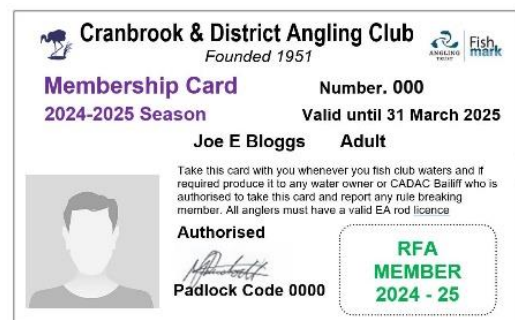 Cranbrook & District Angling Club
Founded 1951
ANGLING
TRUST
Fish
mark
Membership Card
Number. 000
2024-2025 Season
Valid until 31 March 2025
Joe E Bloggs Adult
Take this card with you whenever you fish club waters and if
required produce it to any water owner or CADAC Bailiff who is
authorised to take this card and report any rule breaking
member. All anglers must have a valid EA rod licence
Authorised
Padlock Code 0000
RFA
MEMBER
2024 - 25